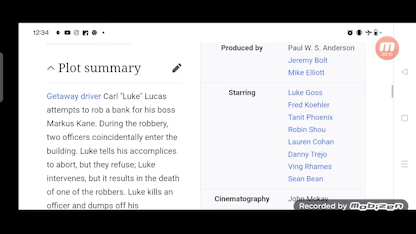 12:34
Plot summary
Getaway driver Carl "Luke" Lucas
attempts to rob a bank for his boss
Markus Kane. During the robbery,
two officers coincidentally enter the
building. Luke tells his accomplices
to abort, but they refuse; Luke
intervenes, but it results in the death
of one of the robbers. Luke kills an
officer and dumps off his
Produced by
Paul W. S. Anderson
Jeremy Bolt
Mike Elliott
Starring
Luke Goss
Fred Koehler
Tanit Phoenix
Robin Shou
Lauren Cohan
Danny Trejo
Ving Rhames
Sean Bean
Cinematography
John McKay
Recorded by MOBIZEN